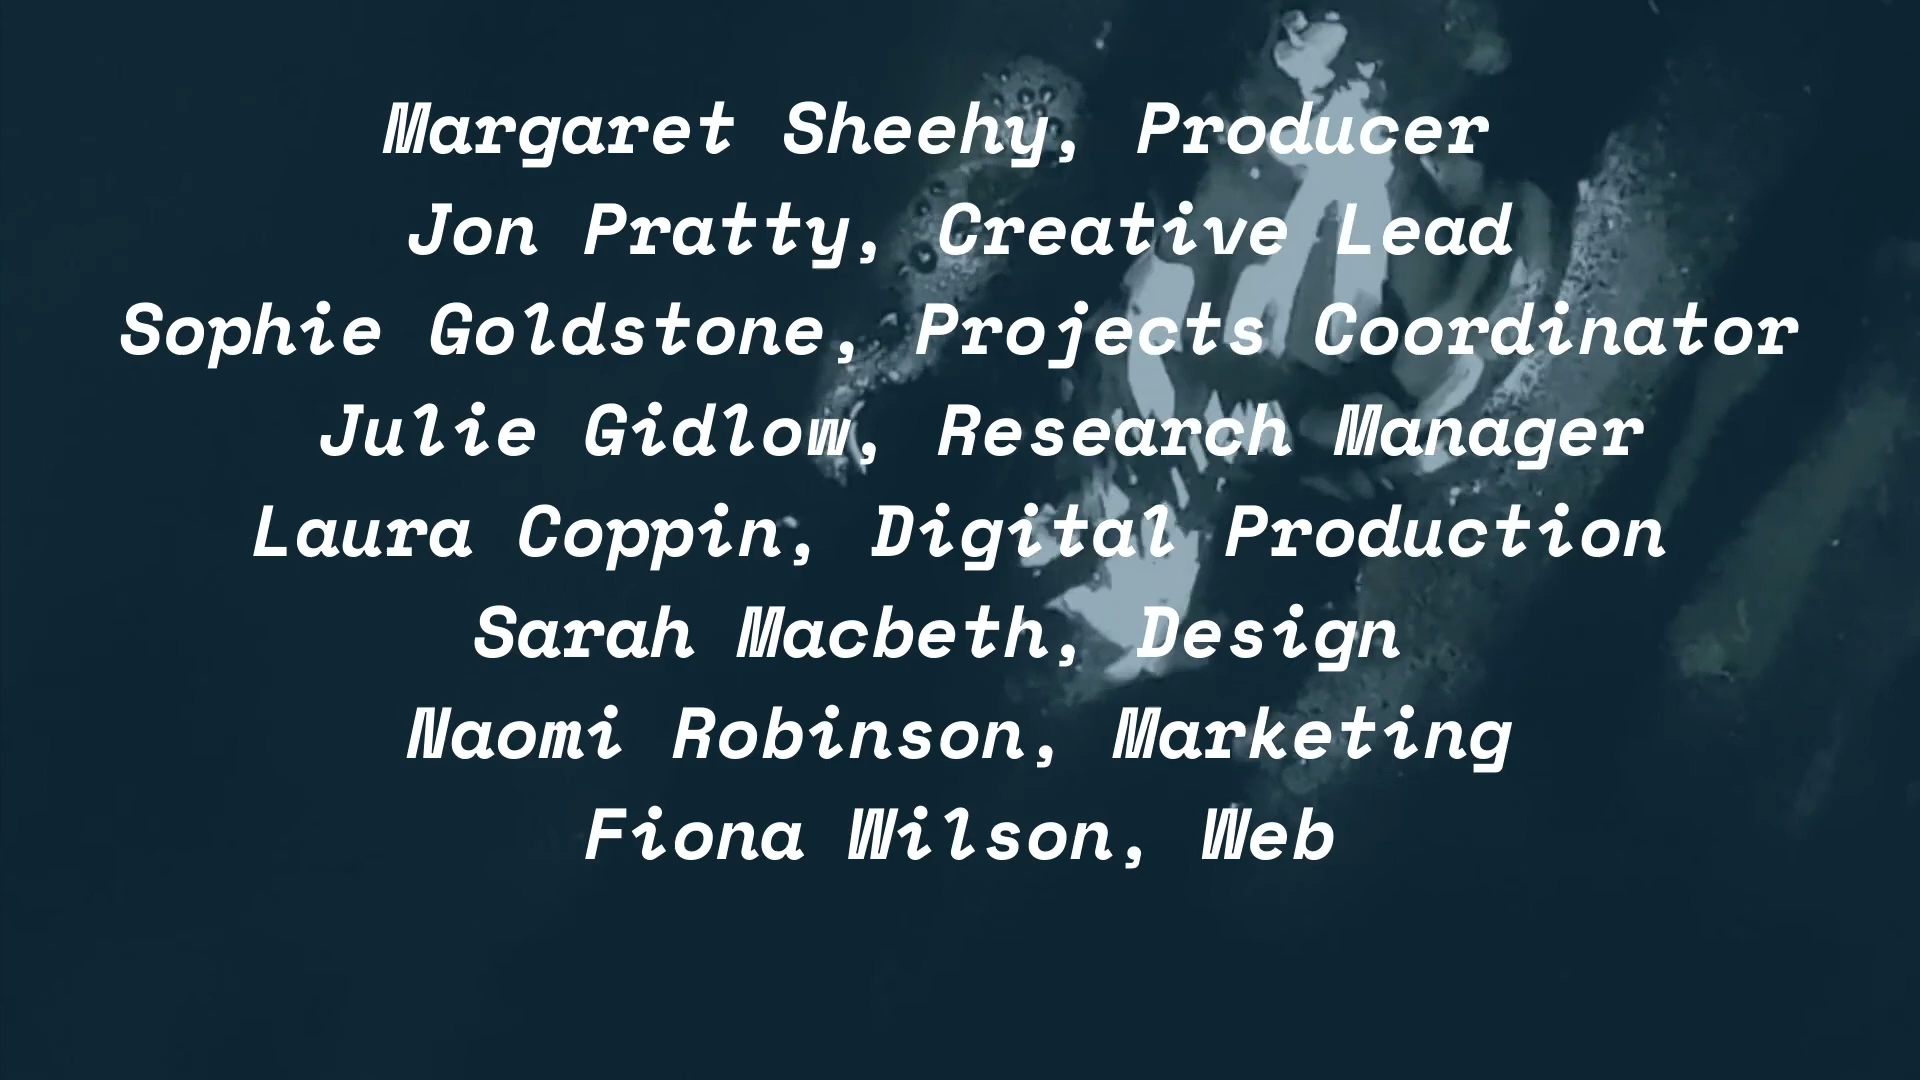 Margaret Sheehy, Producer
Jon Pratty, Creative Lead
Sophie Goldstone, Projects Coordinator
Julie Gidlow, Research Manager
Laura Coppin, Digital Production
Sarah Macbeth, Design
Naomi Robinson, Marketing
Fiona Wilson, Web